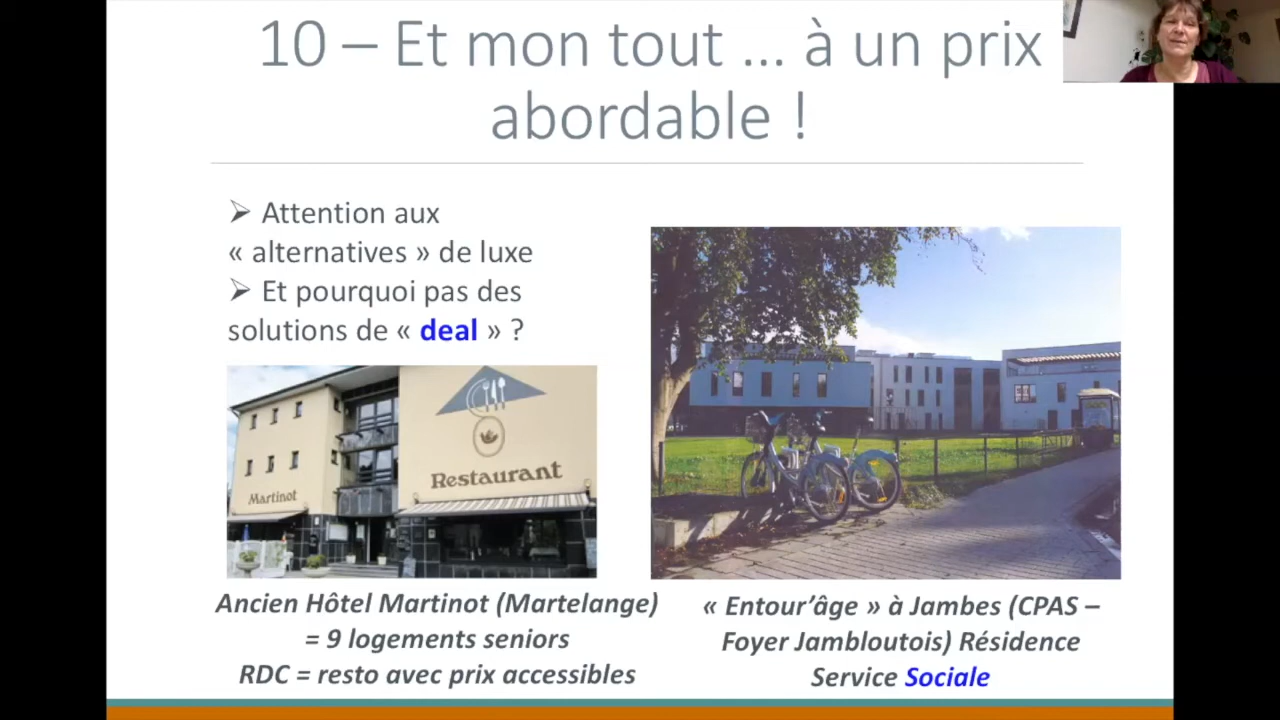 10 – Et mon tout ... à un prix
abordable !
➢ Attention aux
« alternatives » de luxe
➢ Et pourquoi pas des
solutions de « deal » ?
Martinot
Restaurant
Ancien Hôtel Martinot (Martelange)
= 9 logements seniors
RDC = resto avec prix accessibles
« Entour’âge » à Jambes (CPAS –
Foyer Jambloutois) Résidence
Service Sociale